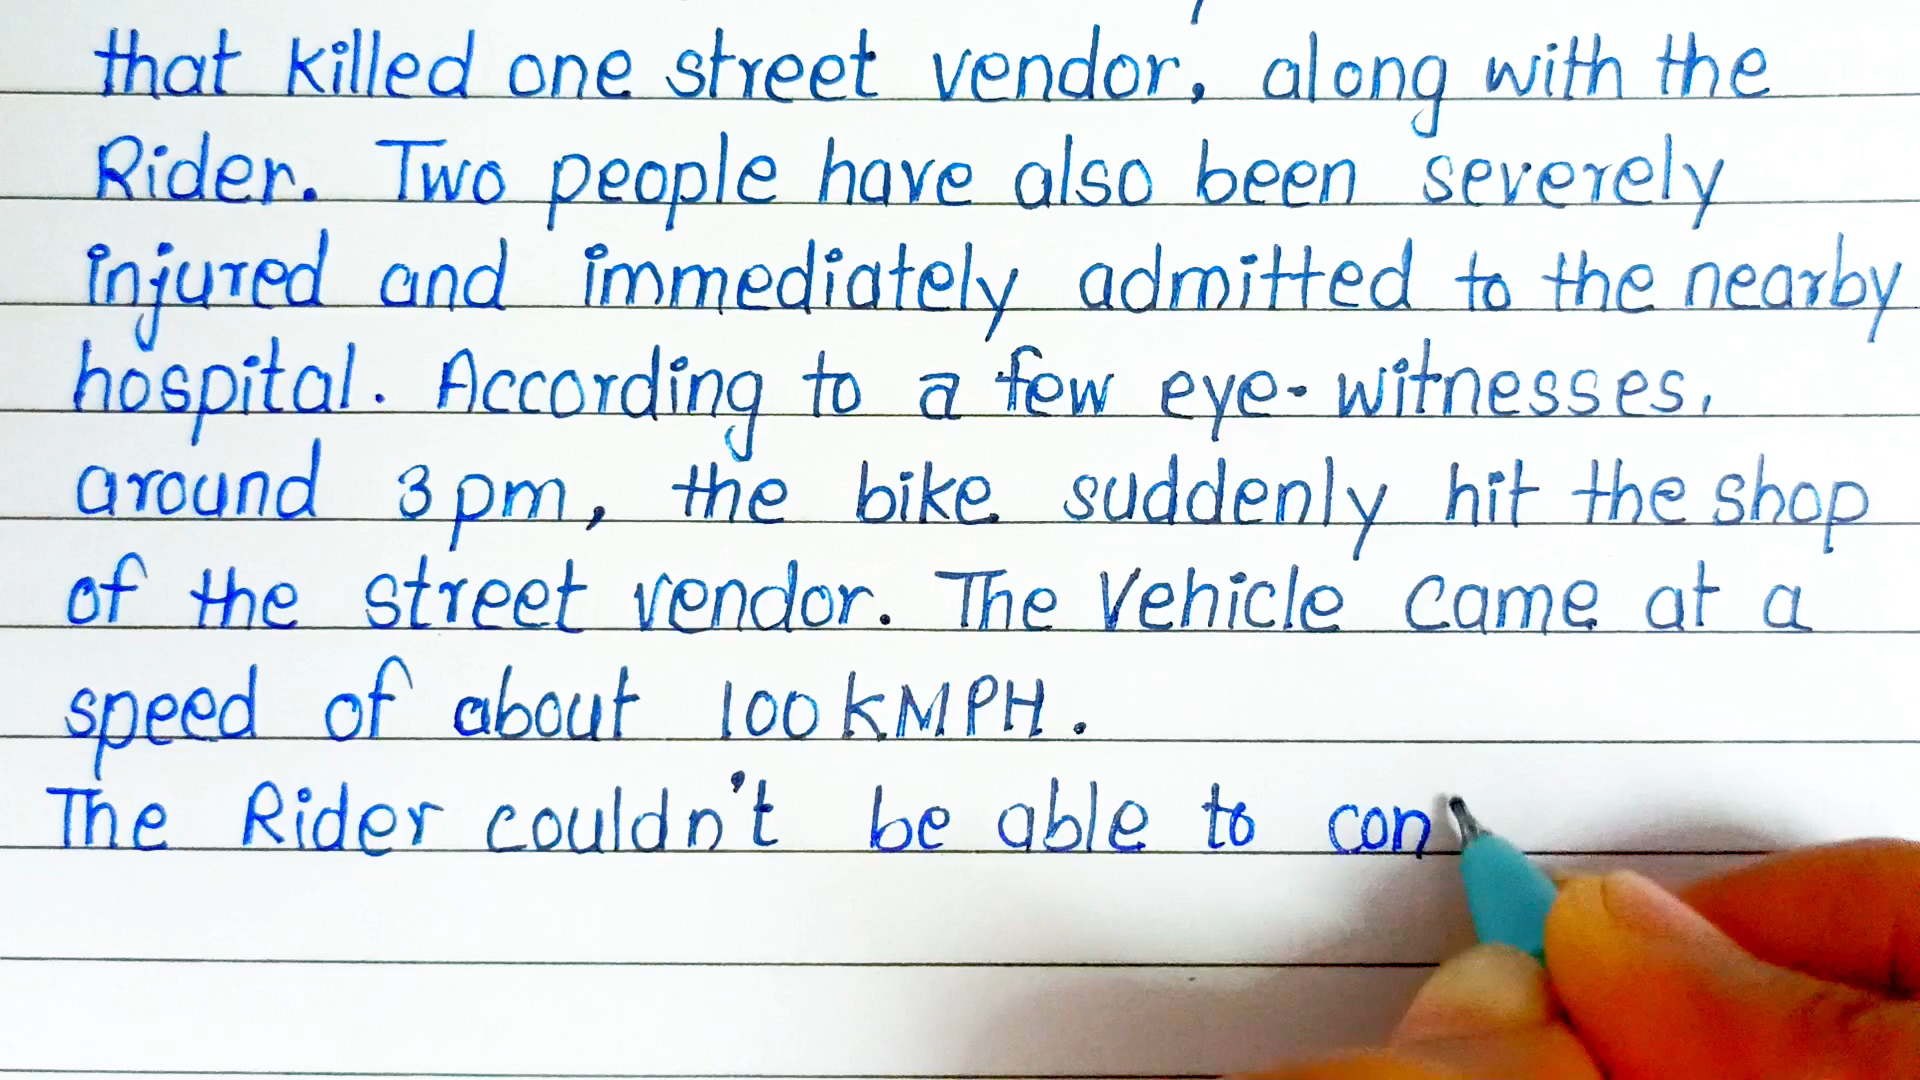 that killed one street vendor, along with the
Rider. Two people have also been severely
injured and immediately admitted to the nearby
hospital. According to a few eye-witnesses,
around 3pm, the bike suddenly hit the shop
of the street vendor. The Vehicle came at a
speed of about 100 KMPH.
The Rider couldn't be able to con